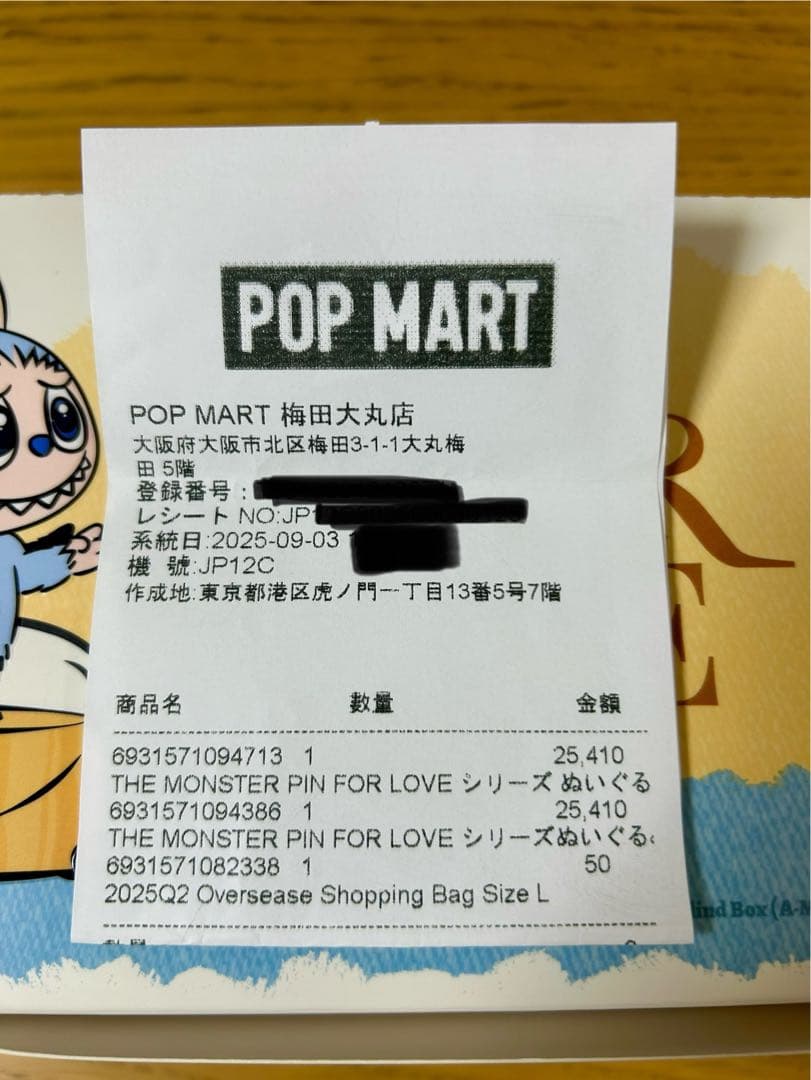 POP MART
POP MART 梅田大丸店
大阪府大阪市北区梅田3-1-1大丸梅
田 5階
登録番号:
レシート NO:JP1
系統日:2025-09-03
機 號:JP12C
作成地:東京都港区虎ノ門一丁目13番5号7階
商品名 数量 金額
6931571094713 1 25,410
THE MONSTER PIN FOR LOVE シリーズ ぬいぐる
6931571094386 1 25,410
THE MONSTER PIN FOR LOVE シリーズぬいぐる
6931571082338 1 50
2025Q2 Oversease Shopping Bag Size L
R
E
lind Box (A-M